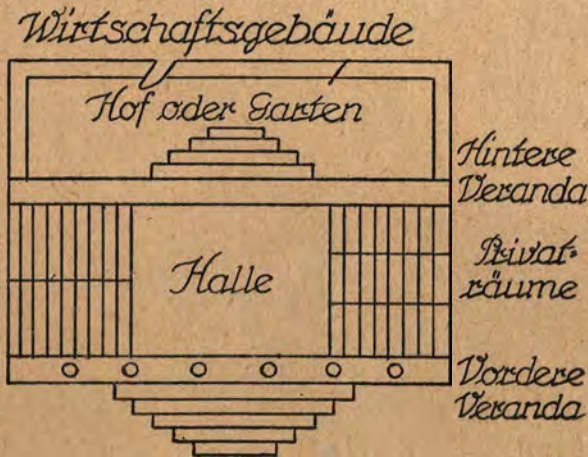 Wirtschaftsgebäude
Hof oder Garten
Hintere
Veranda
Halle
Privat-
räume
Vordere
Veranda